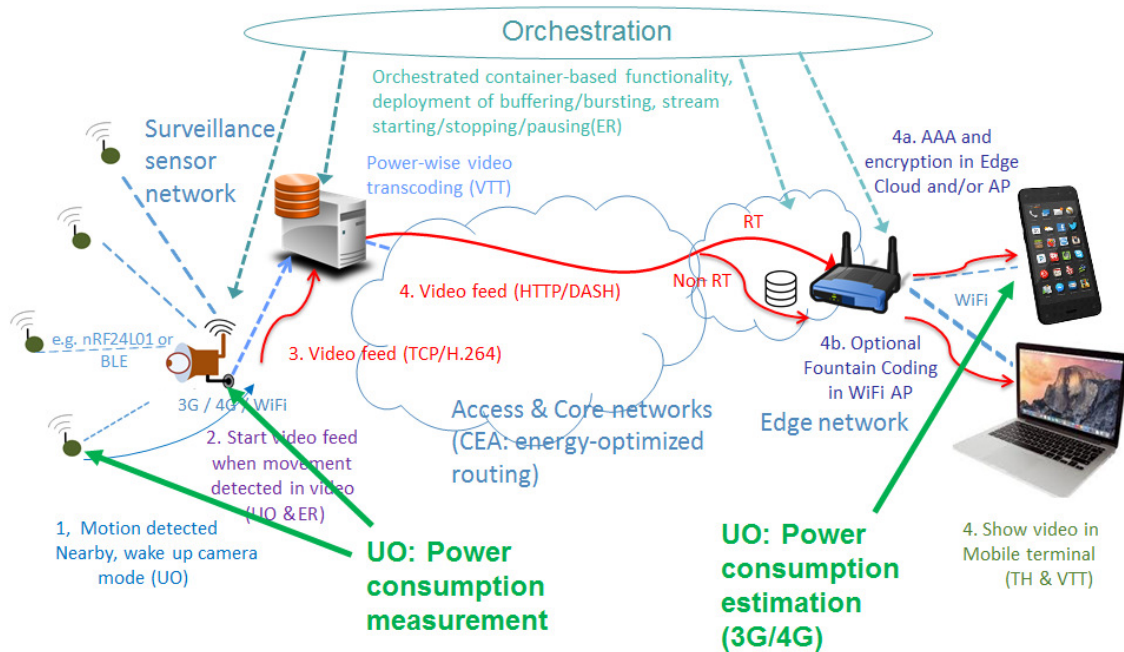 Orchestration
Orchestrated container-based functionality,
deployment of buffering/bursting, stream
starting/stopping/pausing(ER)
Surveillance
sensor
network
Power-wise video
transcoding (VTT)
4a. AAA and
encryption in Edge
Cloud and/or AP
RT
Non RT
4. Video feed (HTTP/DASH)
WiFi
e.g. nRF24L01 or
BLE
3. Video feed (TCP/H.264)
4b. Optional
Fountain Coding
in WiFi AP
3G / 4G / WiFi
Access & Core networks
(CEA: energy-optimized
routing)
Edge network
2. Start video feed
when movement
detected in video
(UO & ER)
1, Motion detected
Nearby, wake up camera
mode (UO)
UO: Power
consumption
measurement
UO: Power
consumption
estimation
(3G/4G)
4. Show video in
Mobile terminal
(TH & VTT)